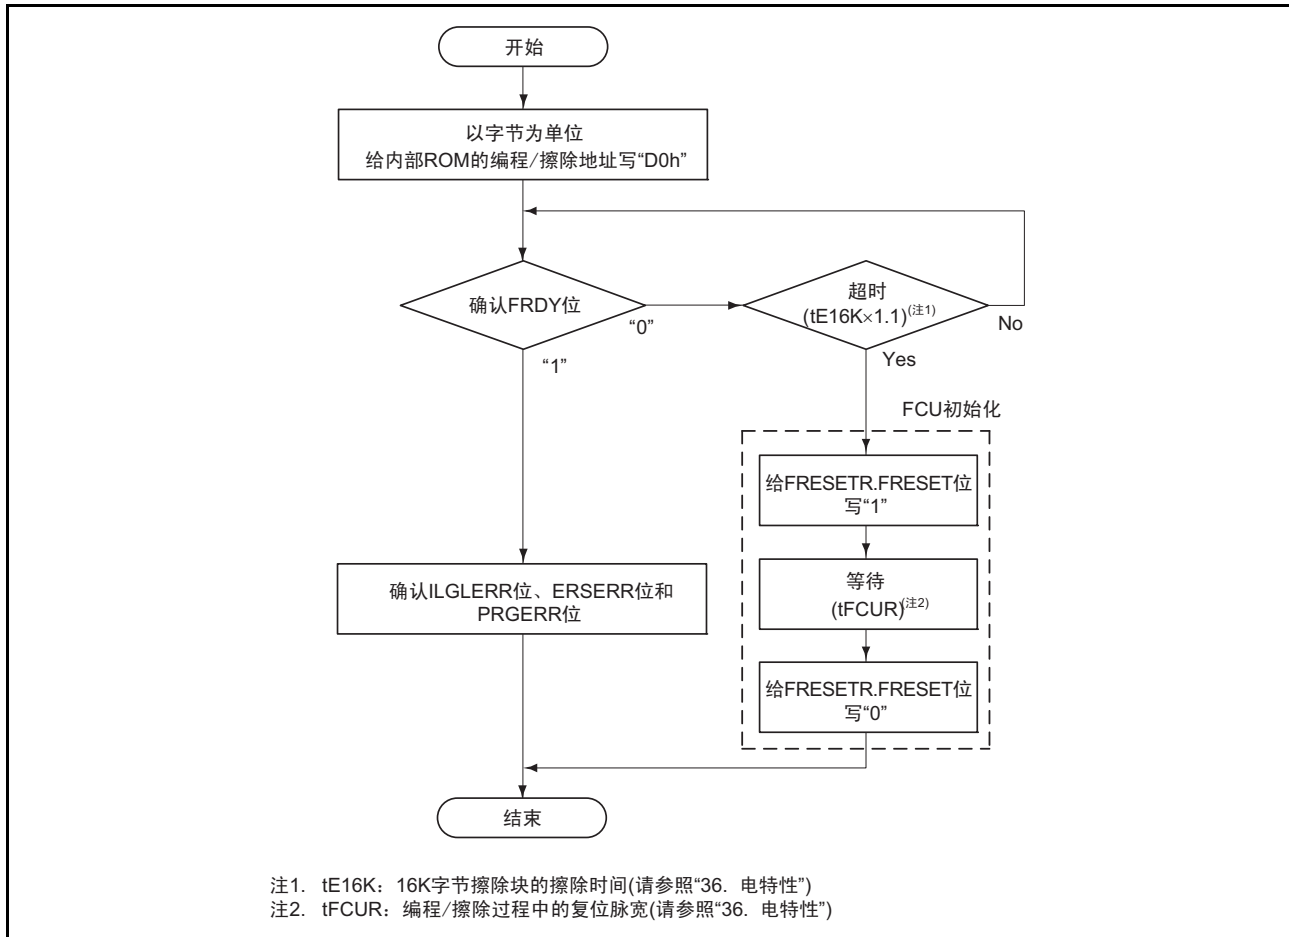 开始
以字节为单位
给内部ROM的编程/擦除地址写“D0h”
确认FRDY位
“0”
“1”
超时
(tE16K×1.1)(注1)
No
Yes
FCU初始化
给FRESETR.FRESET位
写“1”
等待
(tFCUR)(注2)
给FRESETR.FRESET位
写“0”
确认ILGLERR位、ERSERR位和
PRGERR位
结束
注1. tE16K：16K字节擦除块的擦除时间(请参照“36. 电特性”)
注2. tFCUR：编程/擦除过程中的复位脉宽(请参照“36. 电特性”)